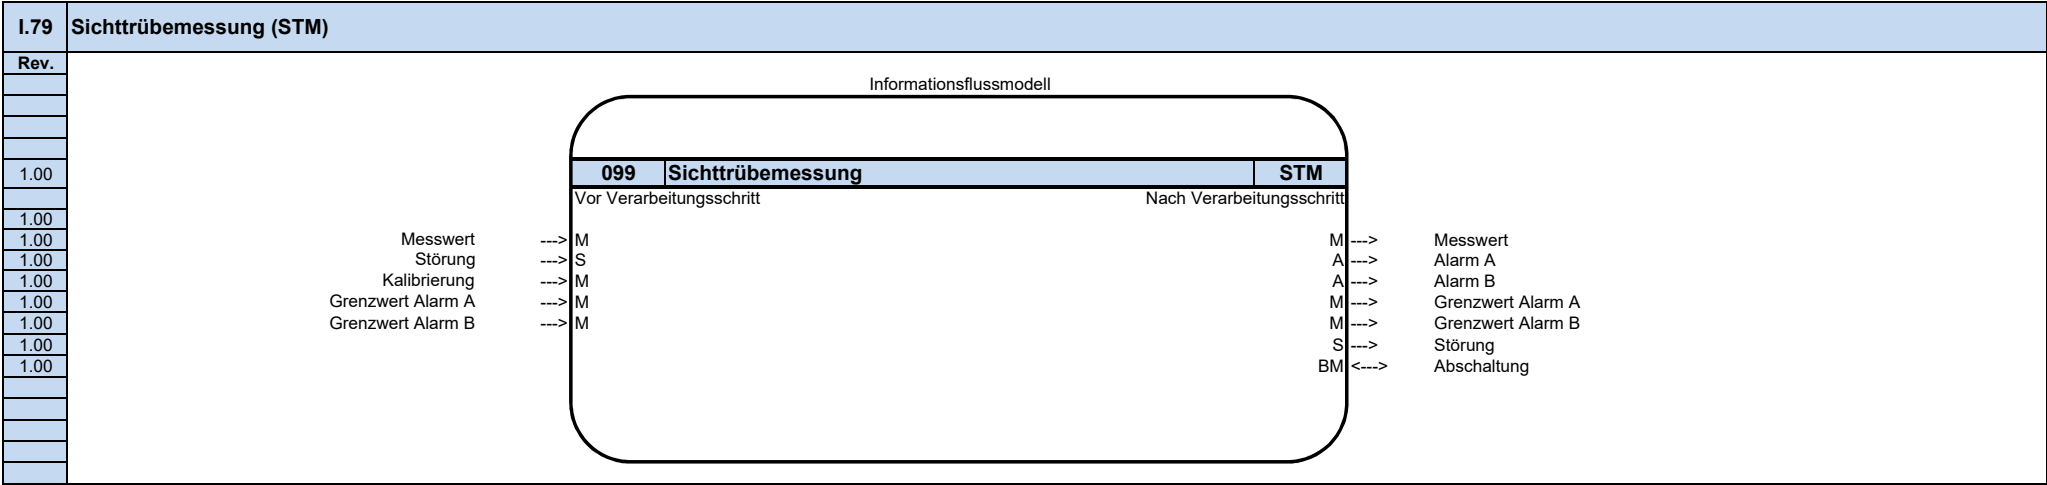 I.79 Sichttrübemessung (STM)
Rev.
Informationsflussmodell
1.00 099 Sichttrübemessung STM
Vor Verarbeitungsschritt Nach Verarbeitungsschritt
1.00
1.00 Messwert ---> M M ---> Messwert
1.00 Störung ---> S A ---> Alarm A
1.00 Kalibrierung ---> M A ---> Alarm B
1.00 Grenzwert Alarm A ---> M M ---> Grenzwert Alarm A
1.00 Grenzwert Alarm B ---> M M ---> Grenzwert Alarm B
1.00 S ---> Störung
1.00 BM <---> Abschaltung